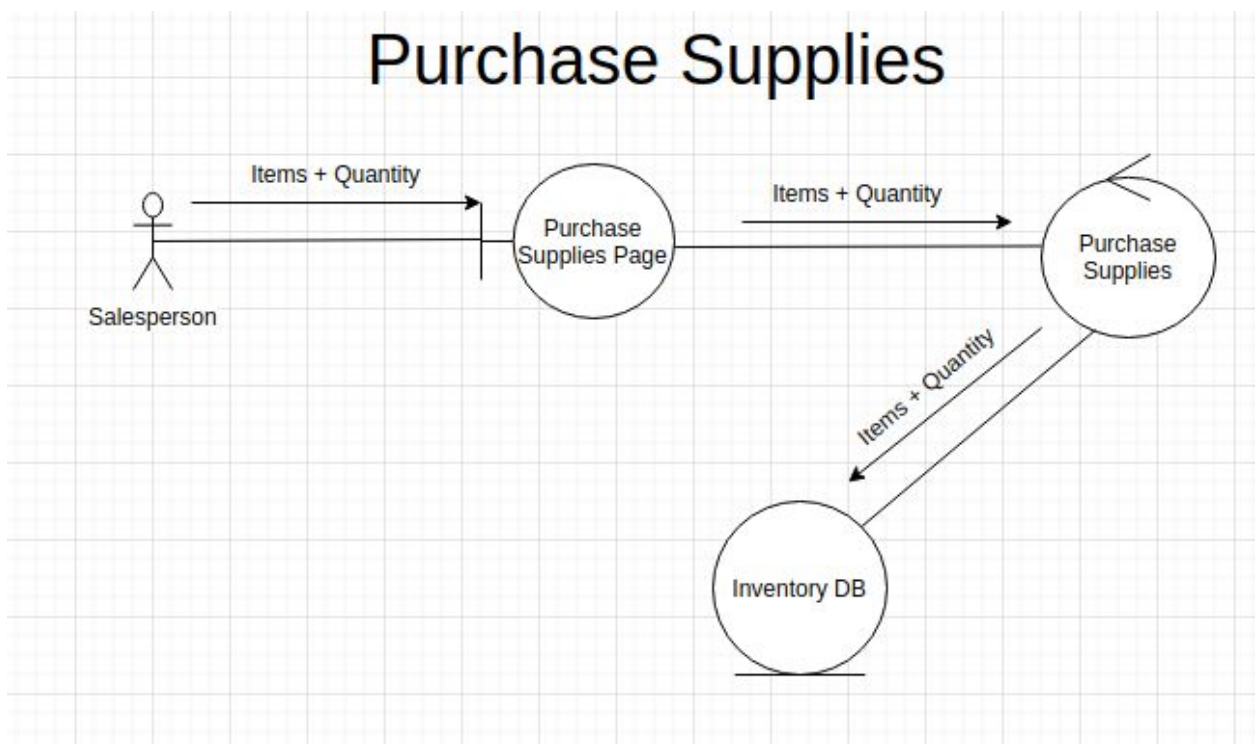 Purchase Supplies
Items + Quantity
Items + Quantity
Purchase
Supplies Page
Purchase
Supplies
Salesperson
Items + Quantity
Inventory DB